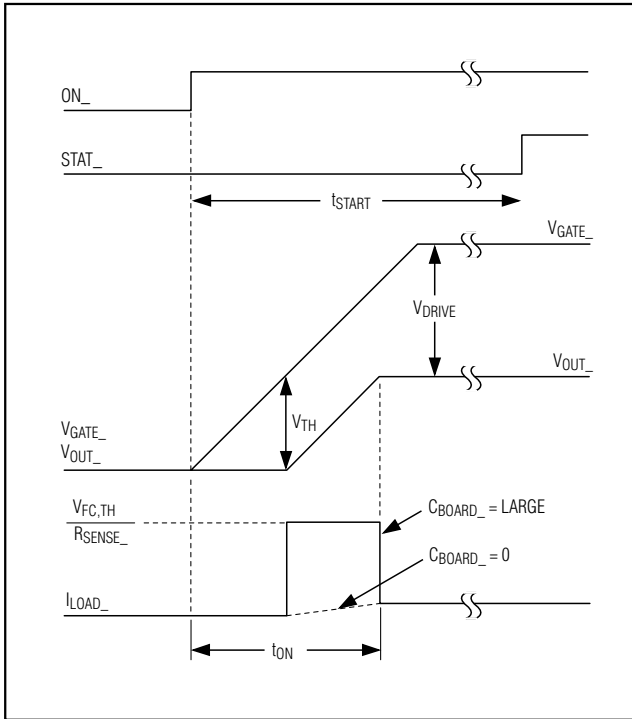 ON_
STAT_
tSTART
VGATE_
VDRIVE
VOUT_
VTH
VGATE_
VOUT_
VFC,TH
RSENSE_
CBOARD_ = LARGE
CBOARD_ = 0
ILOAD_
tON